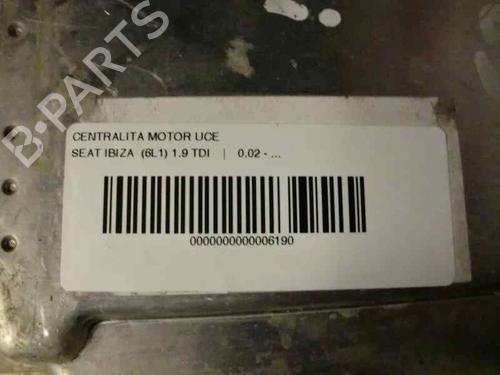 B-PARTS
CENTRALITA MOTOR UCE
SEAT IBIZA (6L1) 1.9 TDI | 0.02 - ...
0000000000006190